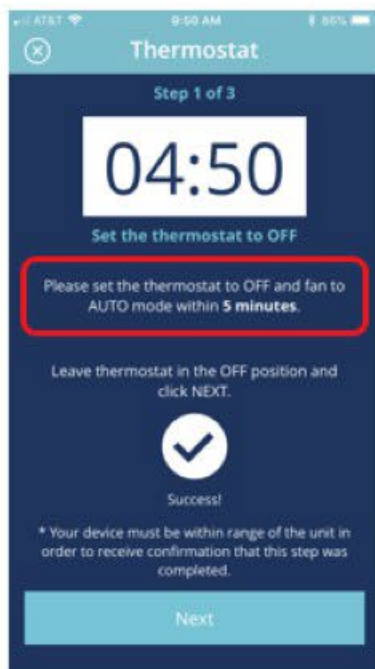 AT&T 9:50 AM 86%
Thermostat
Step 1 of 3
04:50
Set the thermostat to OFF
Please set the thermostat to OFF and fan to
AUTO mode within 5 minutes.
Leave thermostat in the OFF position and
click NEXT.
Success!
* Your device must be within range of the unit in
order to receive confirmation that this step was
completed.
Next